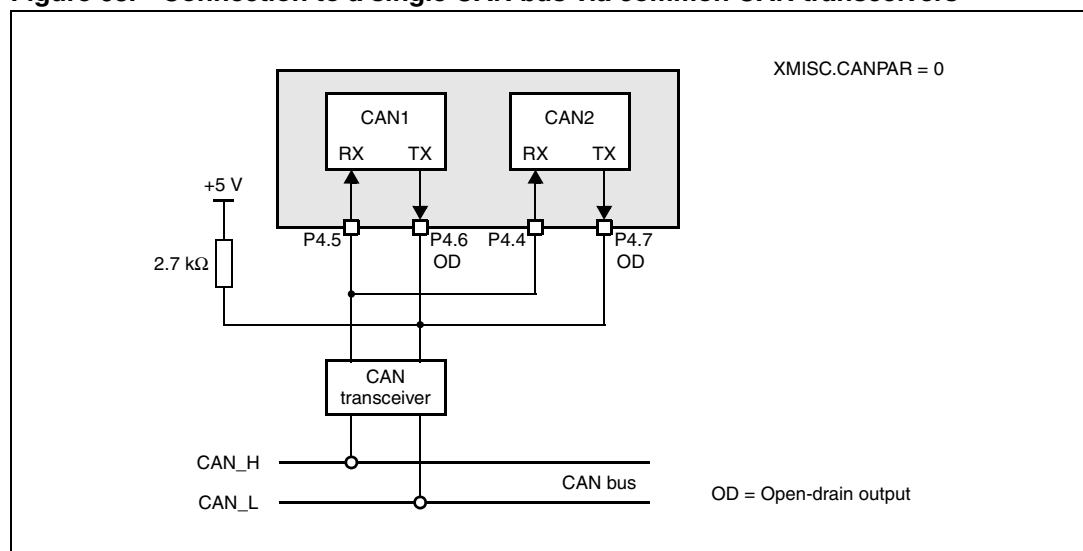 Connection to a single CAN bus via common CAN transceivers
XMISC.CANPAR = 0
CAN1
CAN2
RX TX
RX TX
+5 V
P4.5
P4.6
P4.4
P4.7
OD
OD
2.7 kΩ
CAN
transceiver
CAN_H
CAN bus
CAN_L
OD = Open-drain output